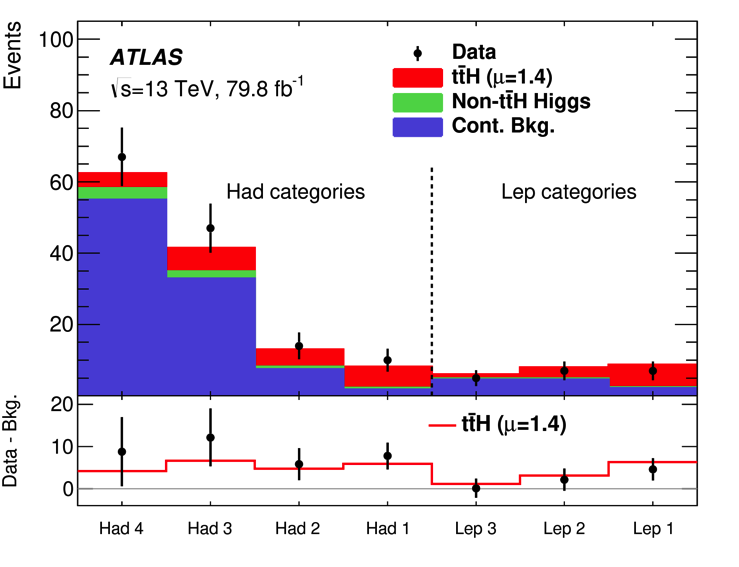 Events
100
80
60
40
20
ATLAS
√s=13 TeV, 79.8 fb⁻¹
Data
tt̄H (μ=1.4)
Non-tt̄H Higgs
Cont. Bkg.
Had categories
Lep categories
Data - Bkg.
20
10
0
tt̄H (μ=1.4)
Had 4 Had 3 Had 2 Had 1 Lep 3 Lep 2 Lep 1